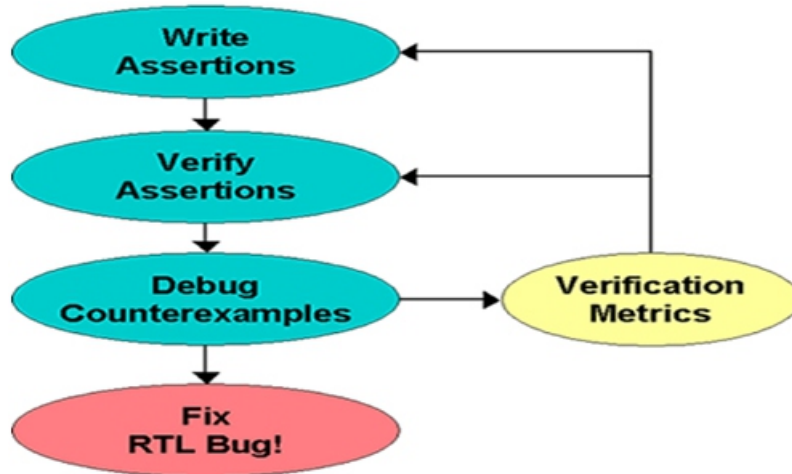 Write
Assertions
Verify
Assertions
Debug
Counterexamples
Verification
Metrics
Fix
RTL Bug!